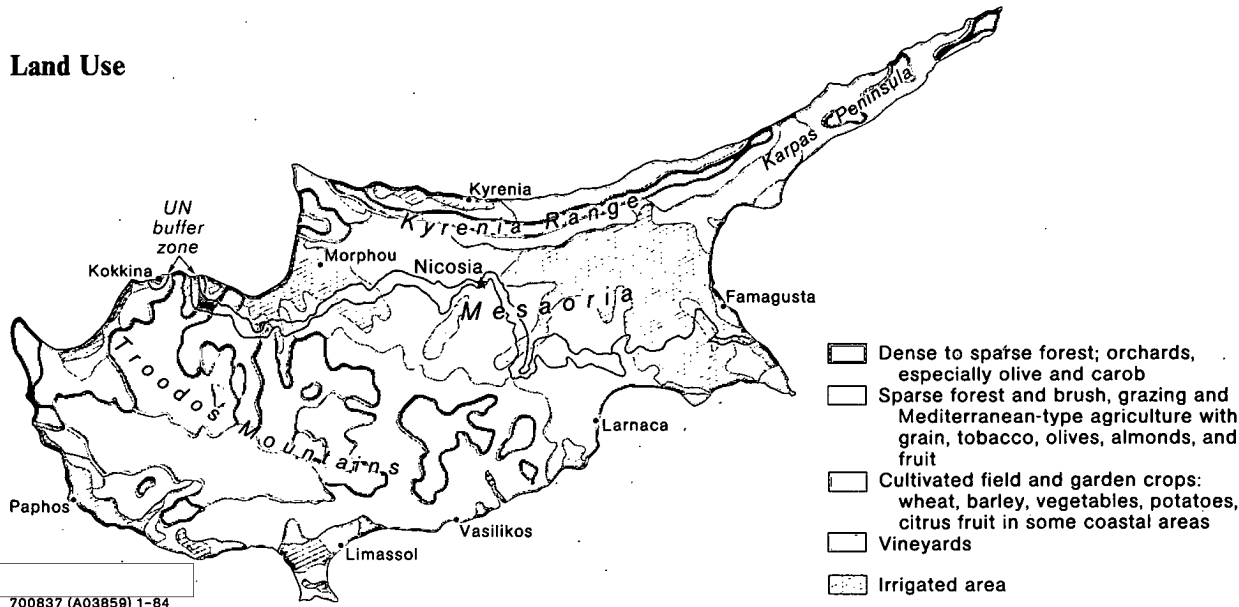 Land Use
UN
buffer
zone
Kokkina
Morphou
Nicosia
Kyrenia
Kyrenia Range
Karpas Peninsula
Mesaoria
Famagusta
Troodos Mountains
Larnaca
Paphos
Vasilikos
Limassol
Dense to sparse forest; orchards,
especially olive and carob
Sparse forest and brush, grazing and
Mediterranean-type agriculture with
grain, tobacco, olives, almonds, and
fruit
Cultivated field and garden crops:
wheat, barley, vegetables, potatoes,
citrus fruit in some coastal areas
Vineyards
Irrigated area
700837 (A03859) 1-84